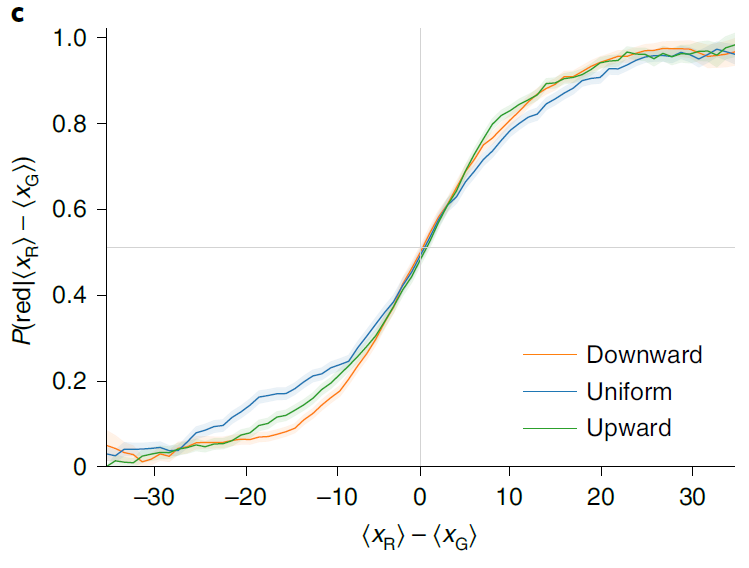 c
1.0
0.8
0.6
0.4
0.2
0
P(red|⟨x_R⟩ – ⟨x_G⟩)
Downward
Uniform
Upward
–30 –20 –10 0 10 20 30
⟨x_R⟩ – ⟨x_G⟩